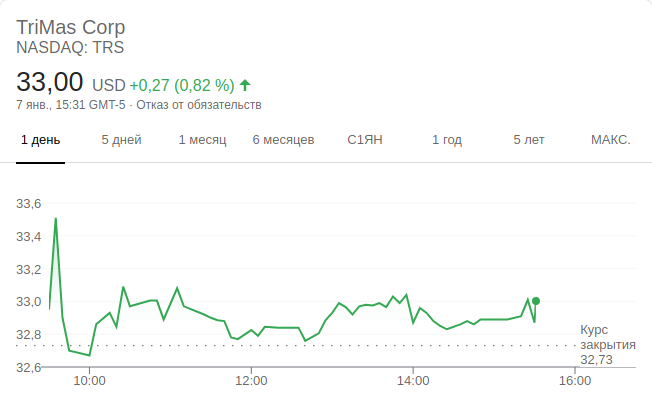 TriMas Corp
NASDAQ: TRS
33,00 USD +0,27 (0,82 %)
7 янв., 15:31 GMT-5 · Отказ от обязательств
1 день 5 дней 1 месяц 6 месяцев С1ЯН 1 год 5 лет МАКС.
33,6
33,4
33,2
33,0
32,8
32,6
Курс
закрытия
32,73
10:00 12:00 14:00 16:00